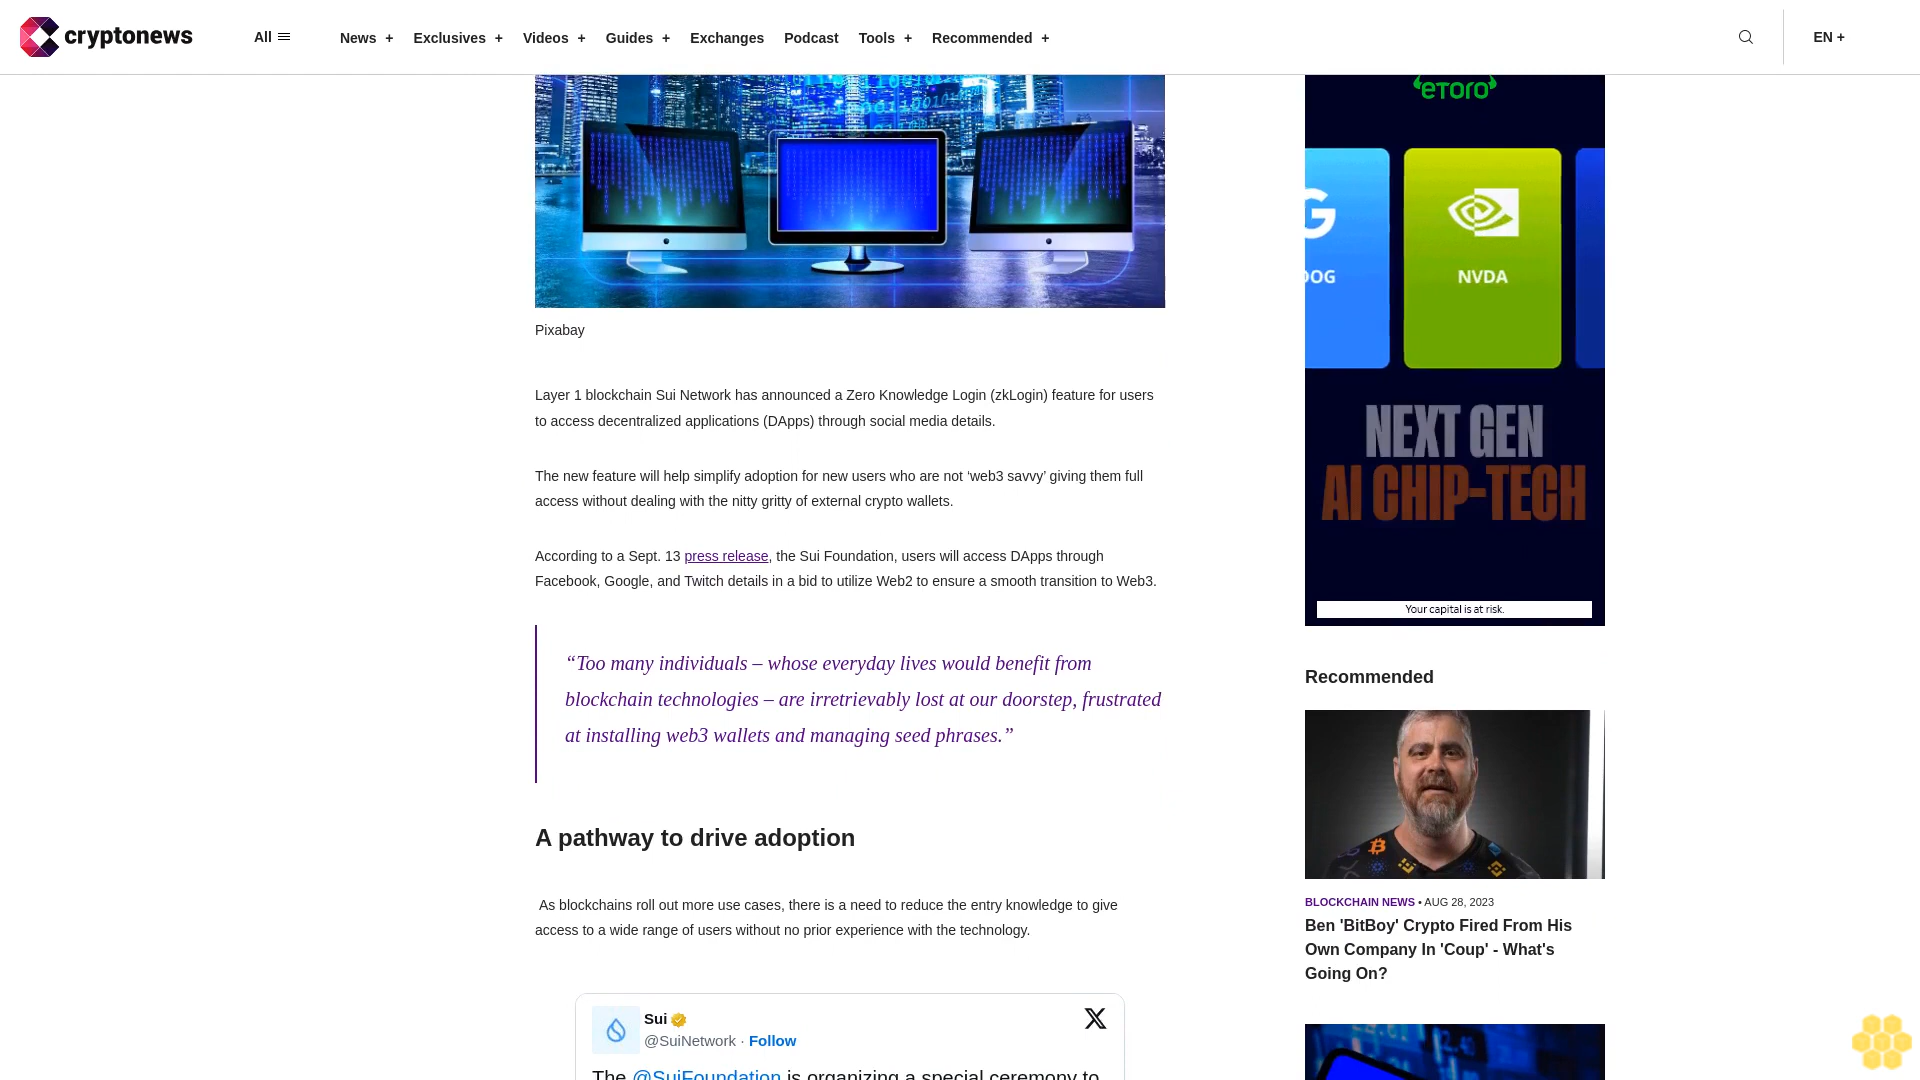 cryptonews
All
News +
Exclusives +
Videos +
Guides +
Exchanges
Podcast
Tools +
Recommended +
EN +
Pixabay
Layer 1 blockchain Sui Network has announced a Zero Knowledge Login (zkLogin) feature for users
to access decentralized applications (DApps) through social media details.
The new feature will help simplify adoption for new users who are not ‘web3 savvy’ giving them full
access without dealing with the nitty gritty of external crypto wallets.
According to a Sept. 13 press release, the Sui Foundation, users will access DApps through
Facebook, Google, and Twitch details in a bid to utilize Web2 to ensure a smooth transition to Web3.
“Too many individuals – whose everyday lives would benefit from
blockchain technologies – are irretrievably lost at our doorstep, frustrated
at installing web3 wallets and managing seed phrases.”
A pathway to drive adoption
As blockchains roll out more use cases, there is a need to reduce the entry knowledge to give
access to a wide range of users without no prior experience with the technology.
Sui
@SuiNetwork · Follow
The @SuiFoundation is organizing a special ceremony to
eToro
G
OOG
NVDA
NEXT GEN
AI CHIP-TECH
Your capital is at risk.
Recommended
BLOCKCHAIN NEWS • AUG 28, 2023
Ben 'BitBoy' Crypto Fired From His
Own Company In 'Coup' - What's
Going On?